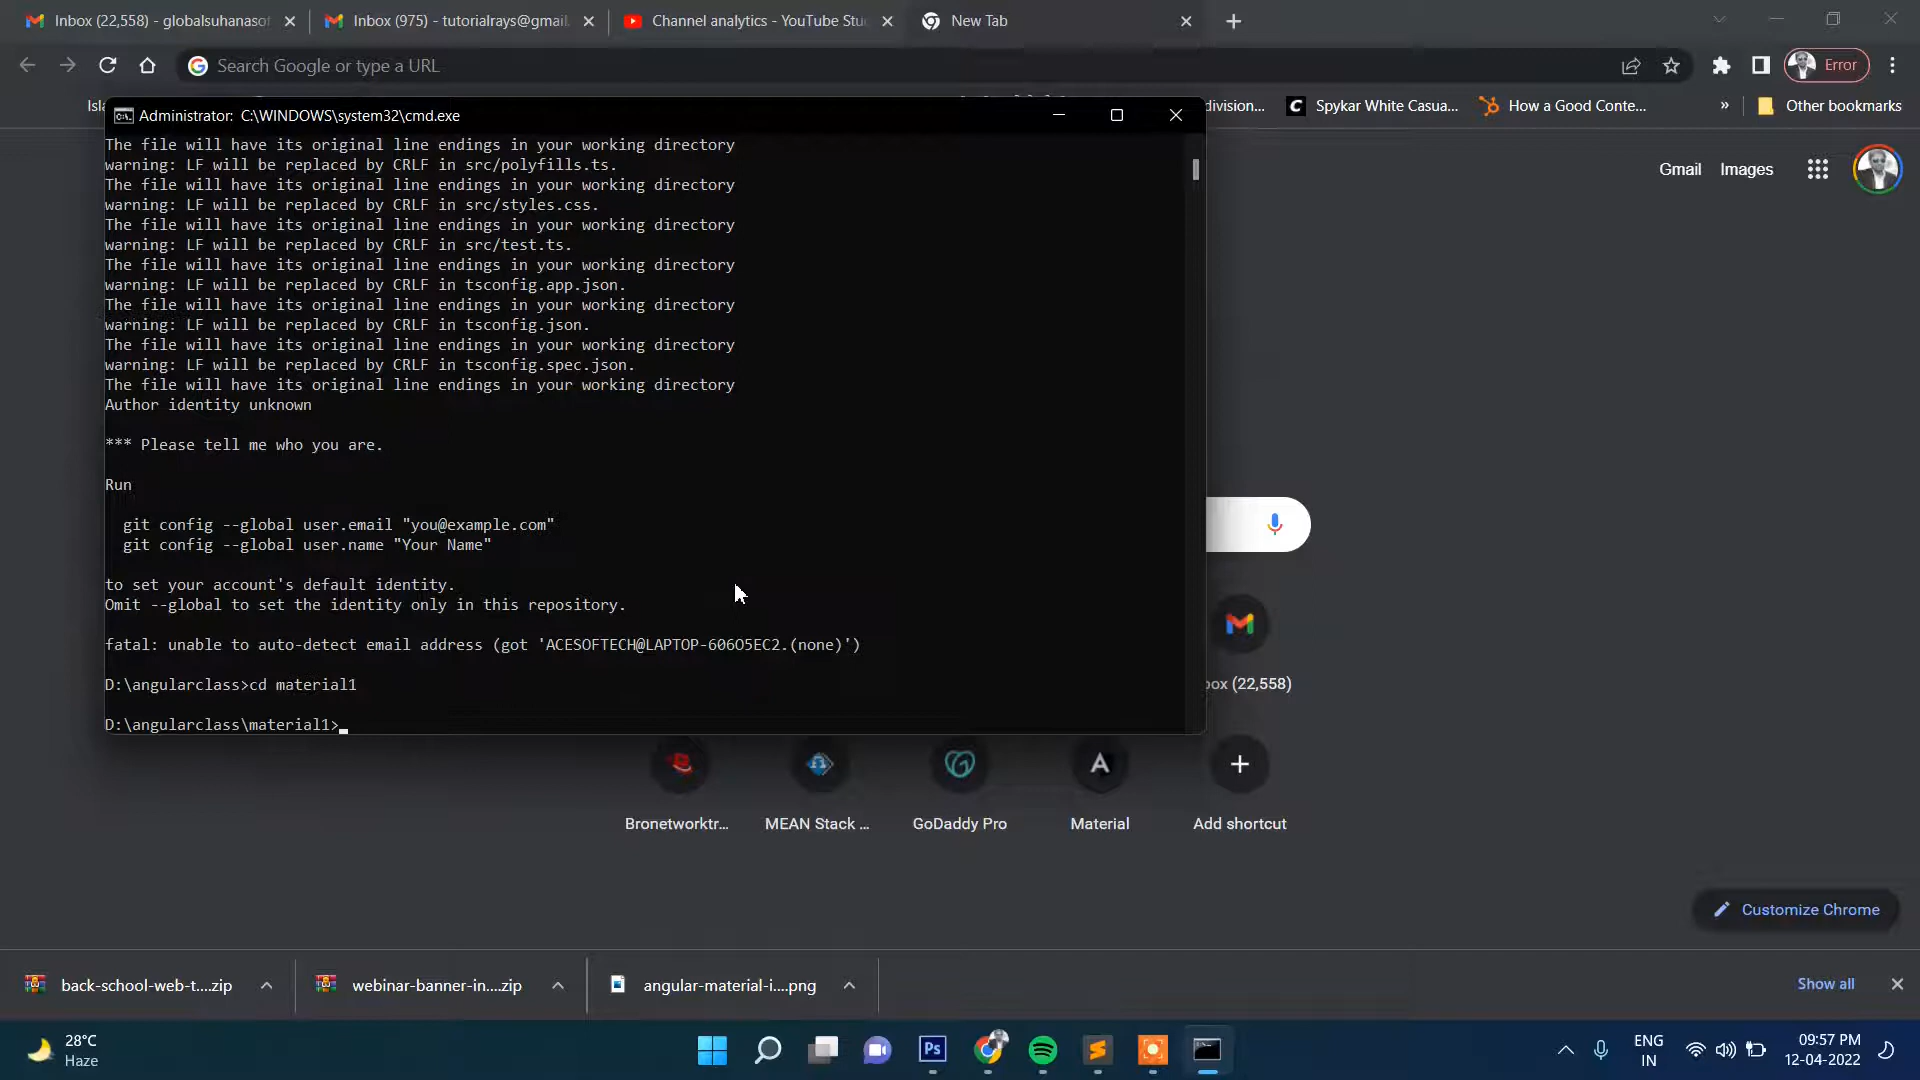 Inbox (22,558) - globalsuhanasof
Inbox (975) - tutorialrays@gmail.
Channel analytics - YouTube Stu
New Tab
Search Google or type a URL
Error
Isl
division...
Spykar White Casua...
How a Good Conte...
»
Other bookmarks
Administrator: C:\WINDOWS\system32\cmd.exe
Gmail
Images
The file will have its original line endings in your working directory
warning: LF will be replaced by CRLF in src/polyfills.ts.
The file will have its original line endings in your working directory
warning: LF will be replaced by CRLF in src/styles.css.
The file will have its original line endings in your working directory
warning: LF will be replaced by CRLF in src/test.ts.
The file will have its original line endings in your working directory
warning: LF will be replaced by CRLF in tsconfig.app.json.
The file will have its original line endings in your working directory
warning: LF will be replaced by CRLF in tsconfig.json.
The file will have its original line endings in your working directory
warning: LF will be replaced by CRLF in tsconfig.spec.json.
The file will have its original line endings in your working directory
Author identity unknown
*** Please tell me who you are.
Run
git config --global user.email "you@example.com"
git config --global user.name "Your Name"
to set your account's default identity.
Omit --global to set the identity only in this repository.
fatal: unable to auto-detect email address (got 'ACESOFTECH@LAPTOP-606O5EC2.(none)')
D:\angularclass>cd material1
D:\angularclass\material1>
box (22,558)
Bronetworktr...
MEAN Stack ...
GoDaddy Pro
Material
Add shortcut
Customize Chrome
back-school-web-t....zip
webinar-banner-in....zip
angular-material-i....png
Show all
28°C
Haze
Ps
ENG
IN
09:57 PM
12-04-2022